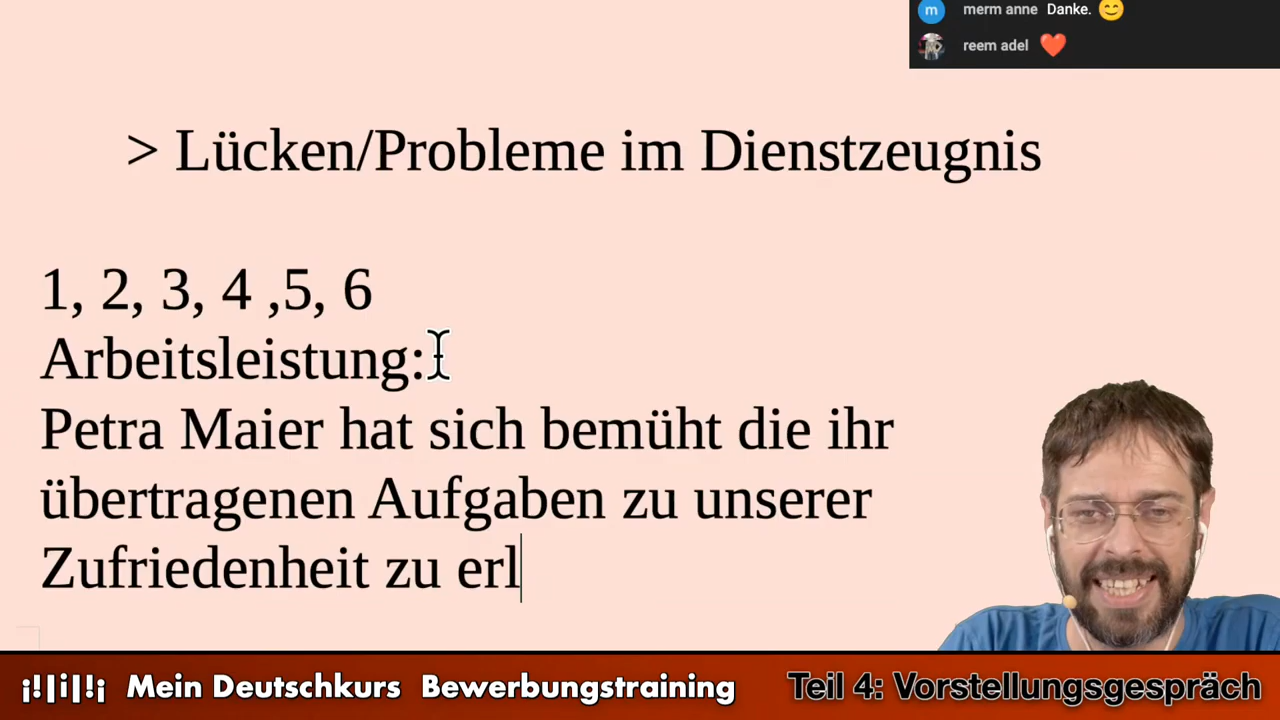 merm anne Danke. 😊
reem adel ❤️
> Lücken/Probleme im Dienstzeugnis
1, 2, 3, 4 ,5, 6
Arbeitsleistung:
Petra Maier hat sich bemüht die ihr
übertragenen Aufgaben zu unserer
Zufriedenheit zu erl
¡!|i|!¡ Mein Deutschkurs Bewerbungstraining Teil 4: Vorstellungsgespräch